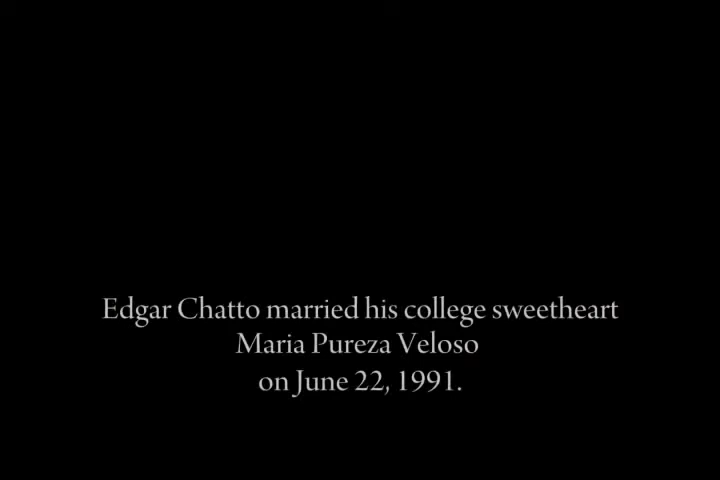 Edgar Chatto married his college sweetheart
Maria Pureza Veloso
on June 22, 1991.